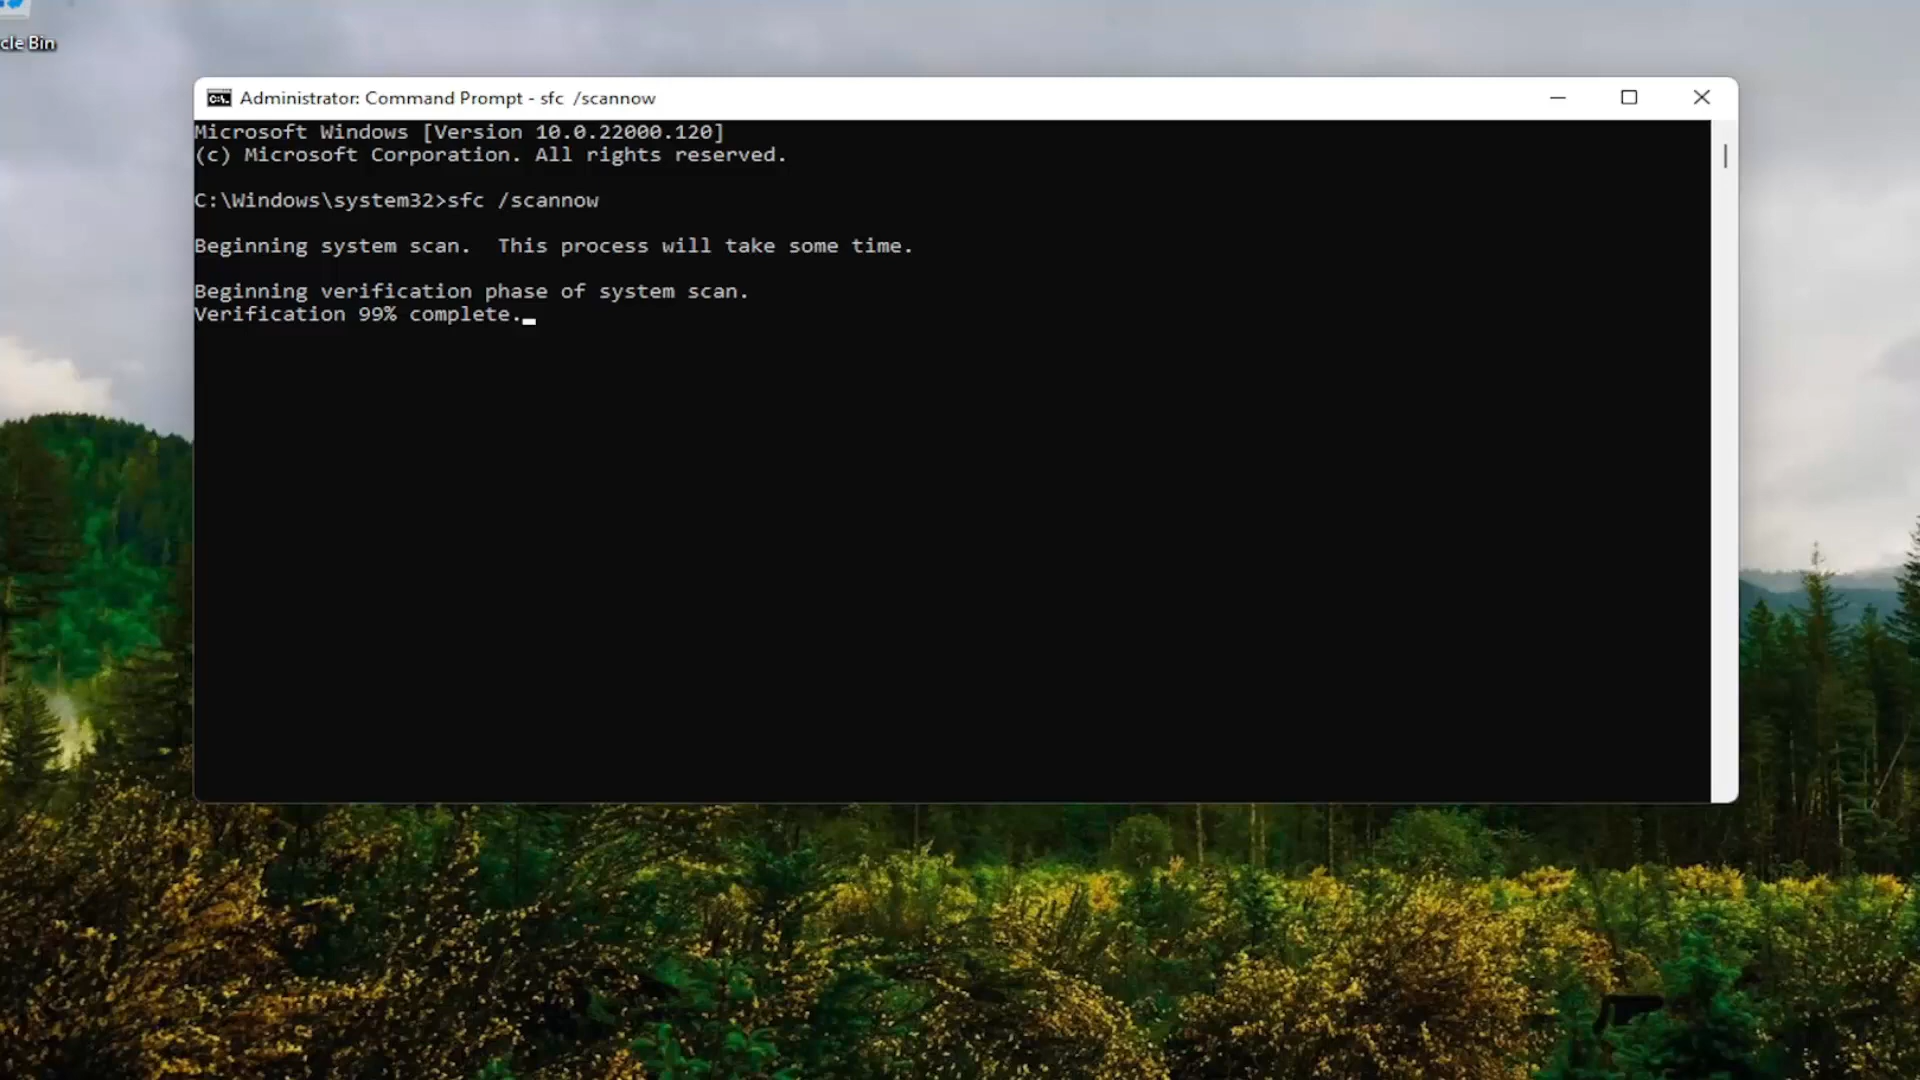 cle Bin
Administrator: Command Prompt - sfc  /scannow
Microsoft Windows [Version 10.0.22000.120]
(c) Microsoft Corporation. All rights reserved.
C:\Windows\system32>sfc /scannow
Beginning system scan.  This process will take some time.
Beginning verification phase of system scan.
Verification 99% complete.